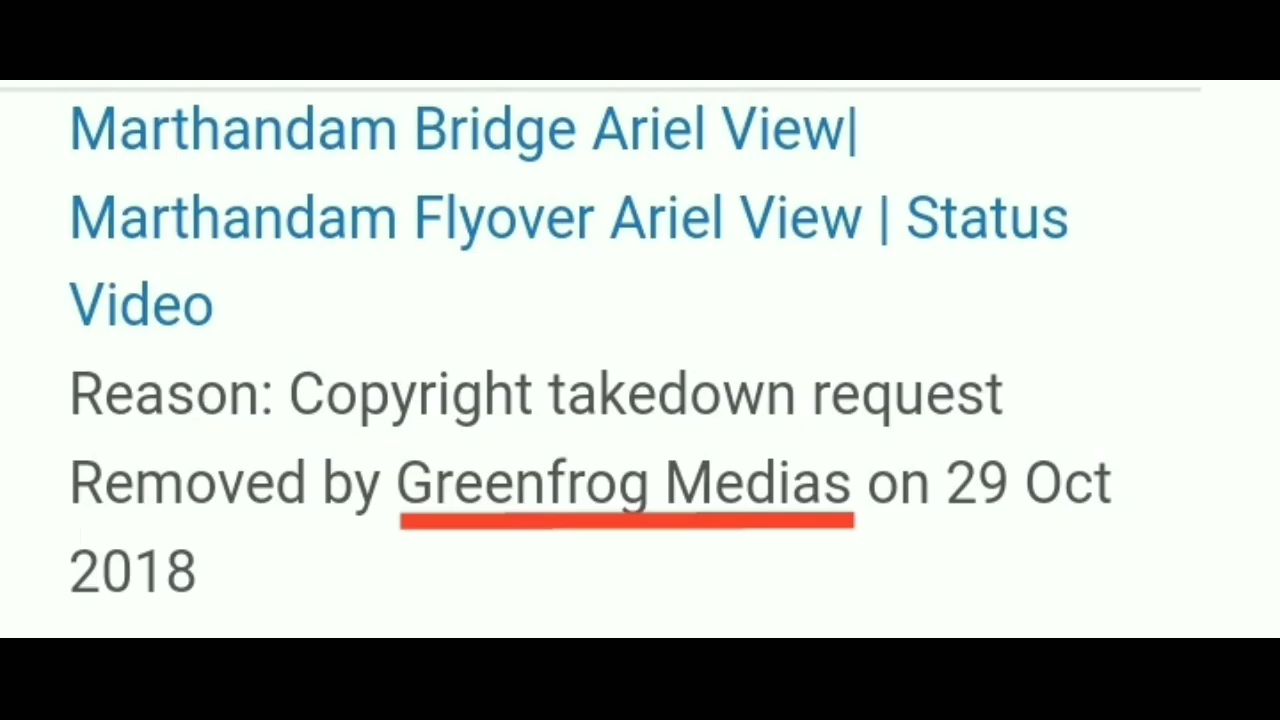 Marthandam Bridge Ariel View|
Marthandam Flyover Ariel View | Status
Video
Reason: Copyright takedown request
Removed by Greenfrog Medias on 29 Oct
2018